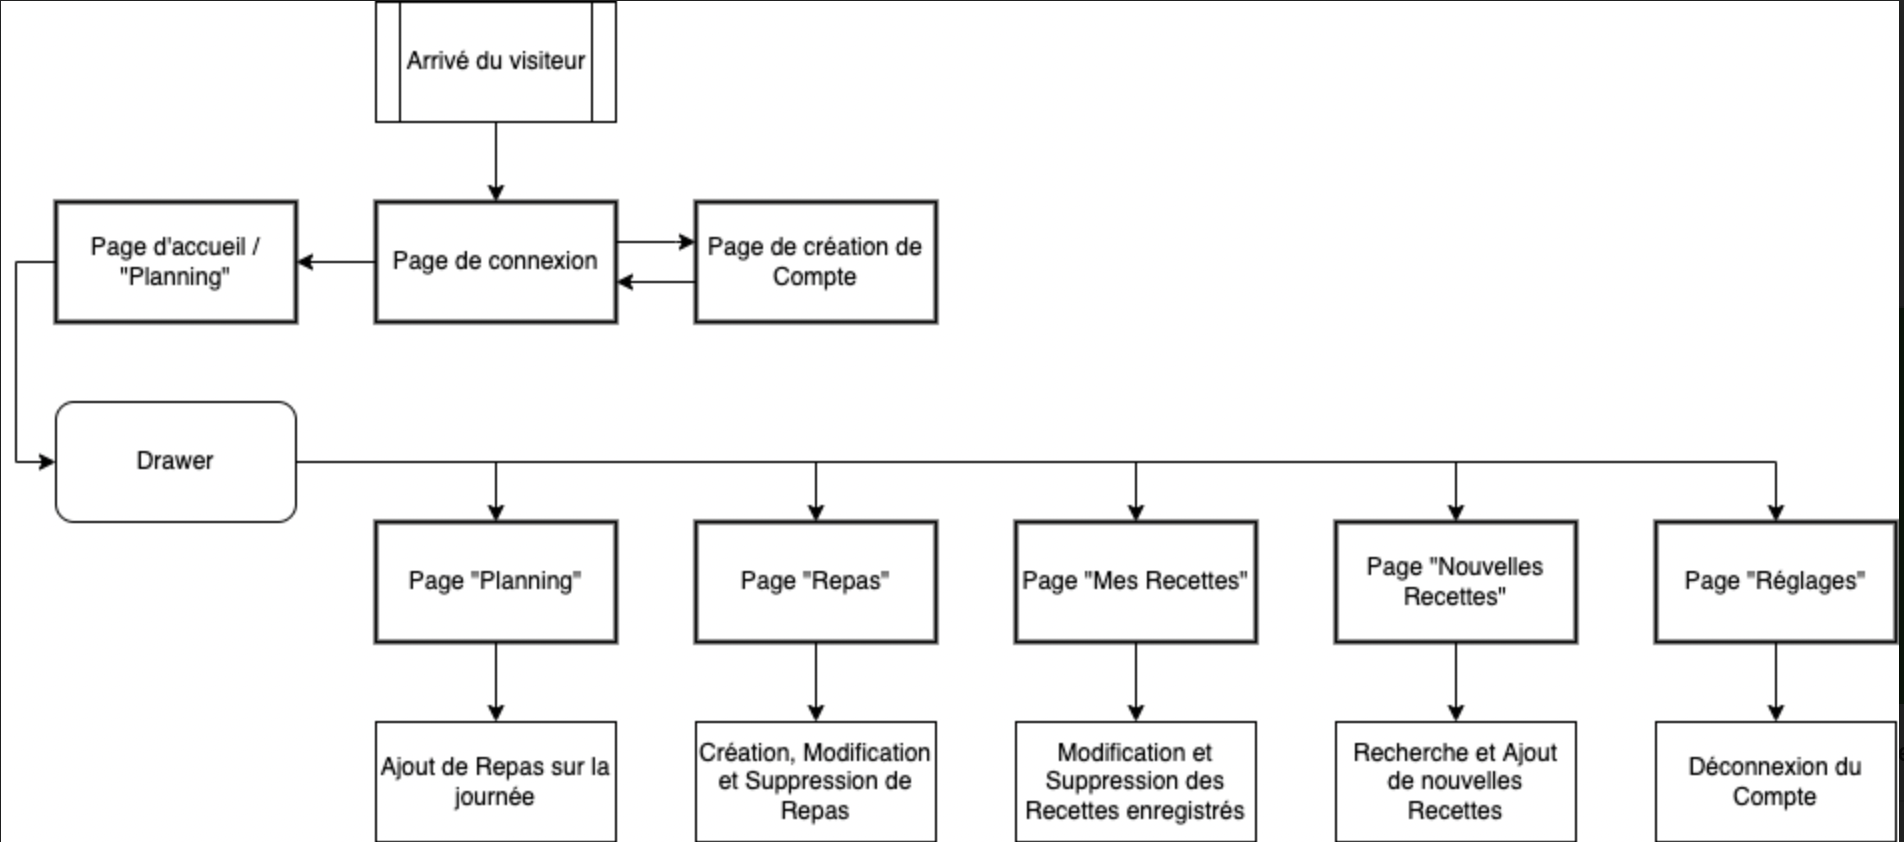 Arrivé du visiteur
Page d'accueil /
"Planning"
Page de connexion
Page de création de
Compte
Drawer
Page "Planning"
Page "Repas"
Page "Mes Recettes"
Page "Nouvelles
Recettes"
Page "Réglages"
Ajout de Repas sur la
journée
Création, Modification
et Suppression de
Repas
Modification et
Suppression des
Recettes enregistrés
Recherche et Ajout
de nouvelles
Recettes
Déconnexion du
Compte